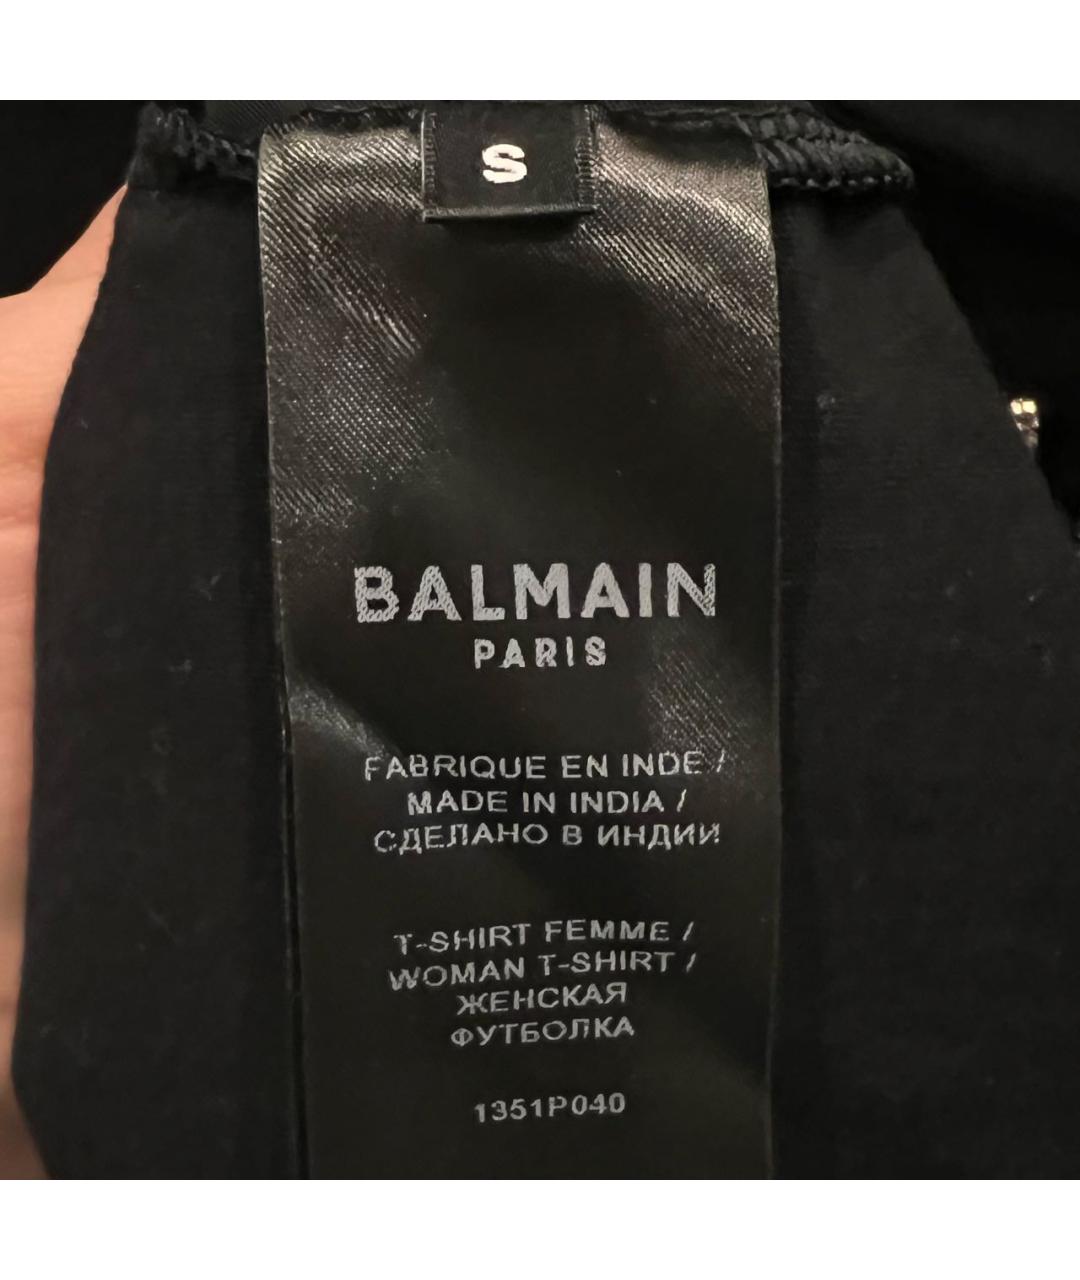 S
BALMAIN
PARIS
FABRIQUE EN INDE /
MADE IN INDIA /
СДЕЛАНО В ИНДИИ
T-SHIRT FEMME /
WOMAN T-SHIRT /
ЖЕНСКАЯ
ФУТБОЛКА
1351P040